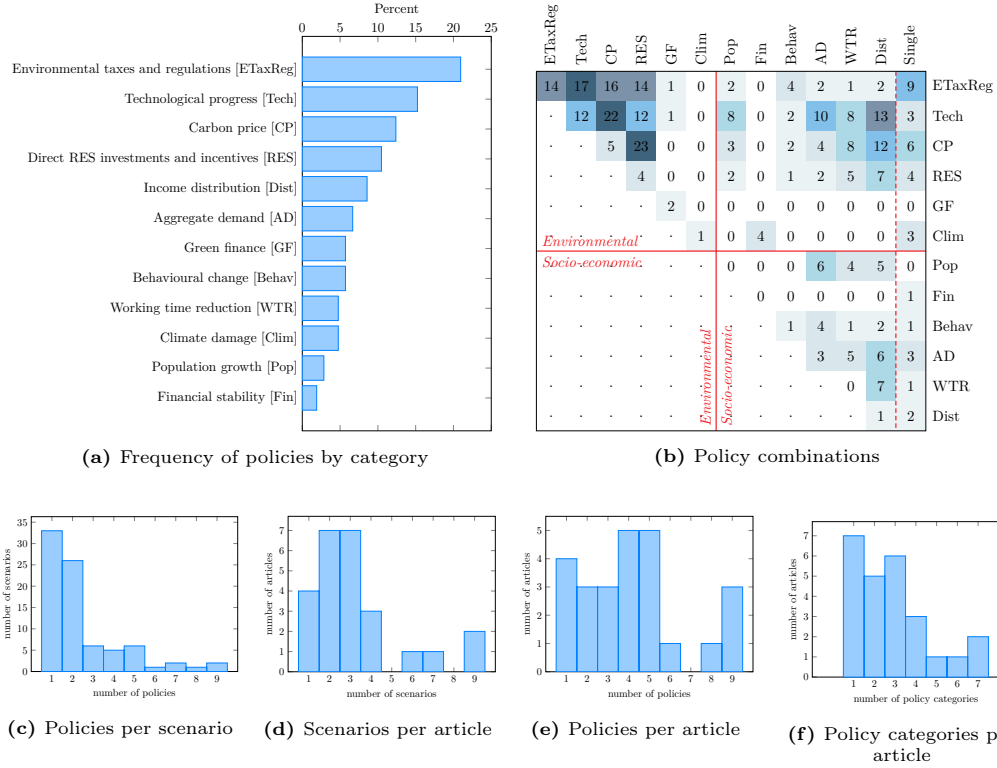 Percent
0 5 10 15 20 25
Environmental taxes and regulations [ETaxReg]
Technological progress [Tech]
Carbon price [CP]
Direct RES investments and incentives [RES]
Income distribution [Dist]
Aggregate demand [AD]
Green finance [GF]
Behavioural change [Behav]
Working time reduction [WTR]
Climate damage [Clim]
Population growth [Pop]
Financial stability [Fin]
(a) Frequency of policies by category
ETaxReg Tech CP RES GF Clim Pop Fin Behav AD WTR Dist Single
14 17 16 14 1 0 2 0 4 2 1 2 9 ETaxReg
· 12 22 12 1 0 8 0 2 10 8 13 3 Tech
· · 5 23 0 0 3 0 2 4 8 12 6 CP
· · · 4 0 0 2 0 1 2 5 7 4 RES
· · · · 2 0 0 0 0 0 0 0 0 GF
· · · · · 1 0 4 0 0 0 0 3 Clim
Environmental
Socio-economic
· · · · · · 0 0 0 6 4 5 0 Pop
· · · · · · · 0 0 0 0 0 1 Fin
· · · · · · · · 1 4 1 2 1 Behav
· · · · · · · · · 3 5 6 3 AD
· · · · · · · · · · 0 7 1 WTR
· · · · · · · · · · · 1 2 Dist
Environmental
Socio-economic
(b) Policy combinations
number of scenarios
35
30
25
20
15
10
5
0
1 2 3 4 5 6 7 8 9
number of policies
(c) Policies per scenario
number of articles
7
6
5
4
3
2
1
0
1 2 3 4 5 6 7 8 9
number of scenarios
(d) Scenarios per article
number of articles
5
4
3
2
1
0
1 2 3 4 5 6 7 8 9
number of policies
(e) Policies per article
number of articles
7
6
5
4
3
2
1
0
1 2 3 4 5 6 7
number of policy categories
(f) Policy categories p
article